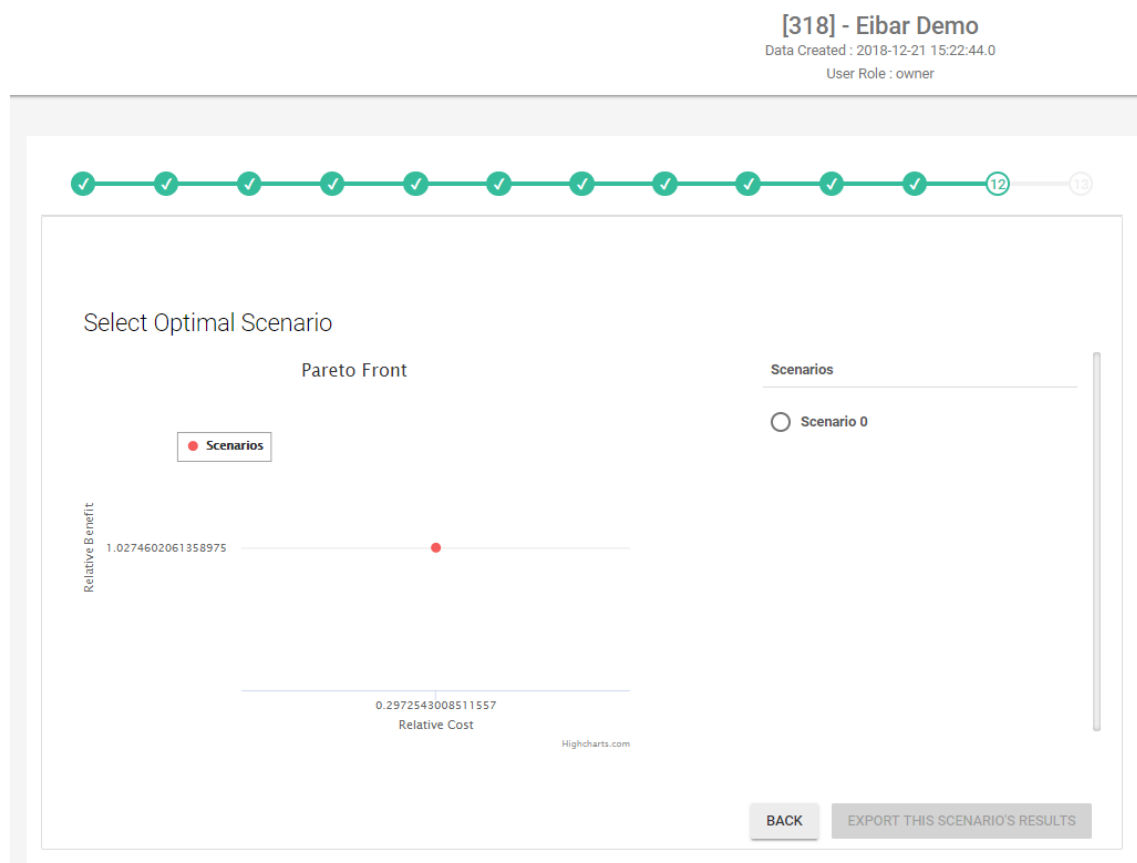 [318] - Eibar Demo
Data Created : 2018-12-21 15:22:44.0
User Role : owner
12
13
Select Optimal Scenario
Pareto Front
Scenarios
Relative Benefit
1.0274602061358975
0.2972543008511557
Relative Cost
Highcharts.com
Scenarios
Scenario 0
BACK
EXPORT THIS SCENARIO'S RESULTS